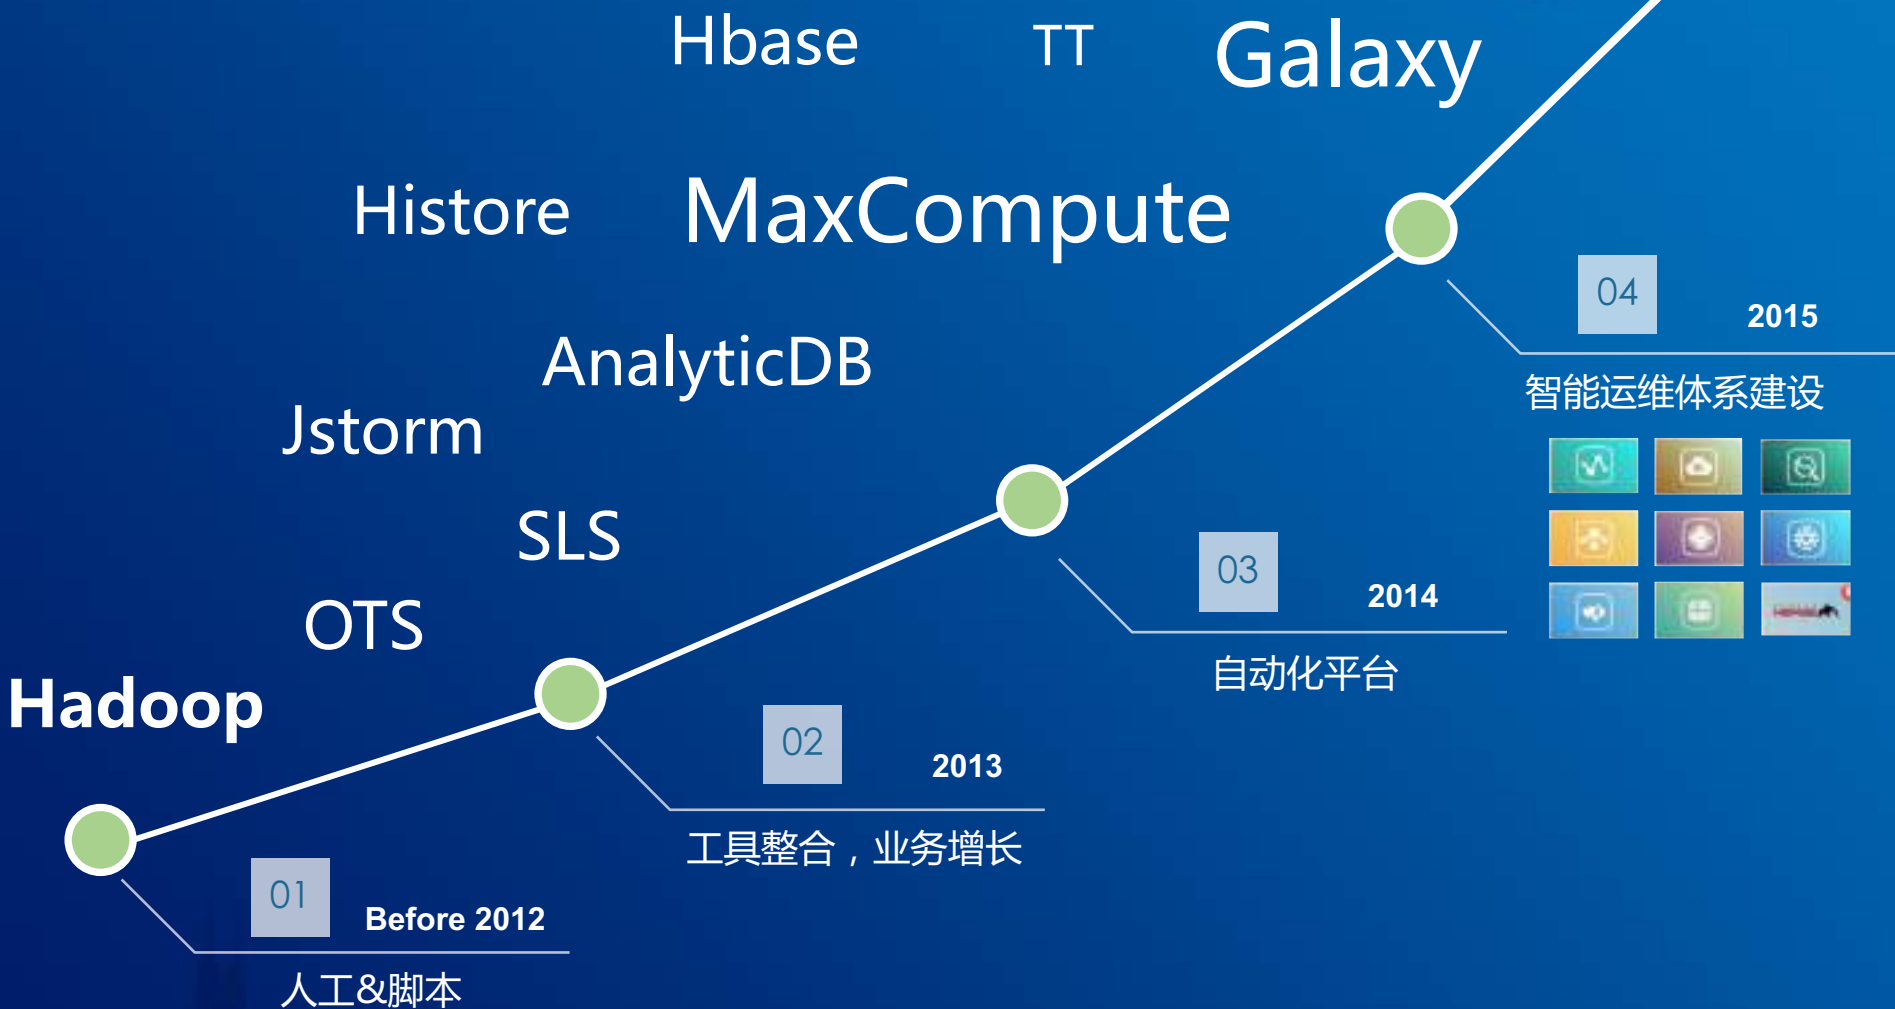 Hbase
TT
Galaxy
Histore
MaxCompute
AnalyticDB
Jstorm
SLS
OTS
Hadoop
04
2015
智能运维体系建设
03
2014
自动化平台
02
2013
工具整合，业务增长
01
Before 2012
人工&脚本